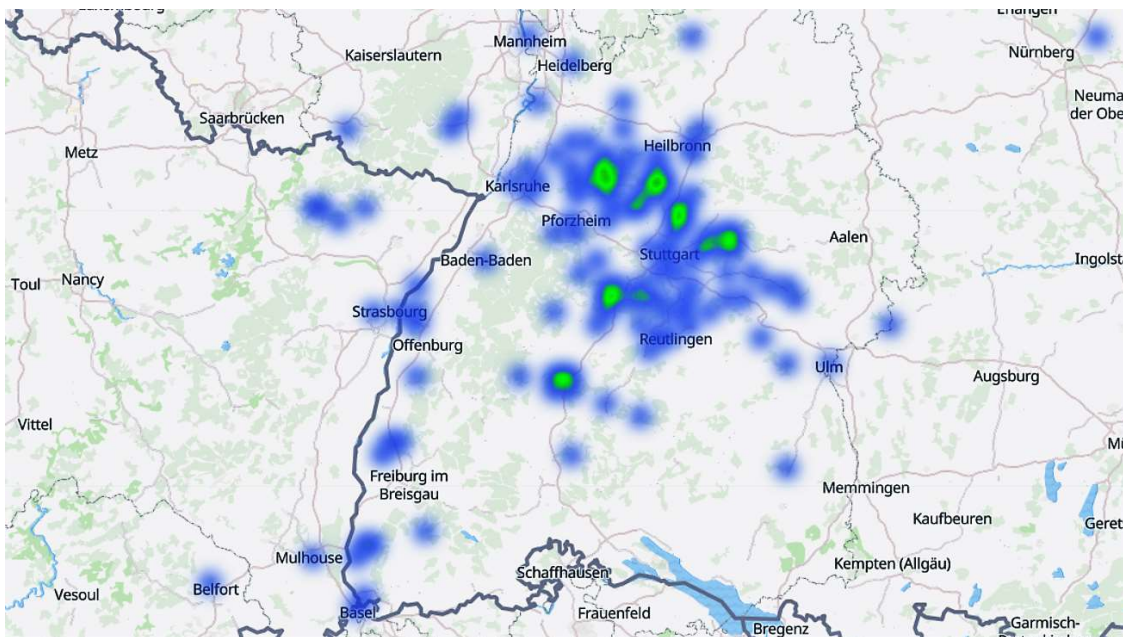 Mannheim
Kaiserslautern
Heidelberg
Nürnberg
Saarbrücken
Heilbronn
Metz
Karlsruhe
Pforzheim
Aalen
Stuttgart
Baden-Baden
Toul
Nancy
Strasbourg
Reutlingen
Offenburg
Ulm
Augsburg
Vittel
Freiburg im
Breisgau
Memmingen
Kaufbeuren
Mulhouse
Kempten (Allgäu)
Schaffhausen
Belfort
Vesoul
Basel
Frauenfeld
Bregenz
Garmisch-